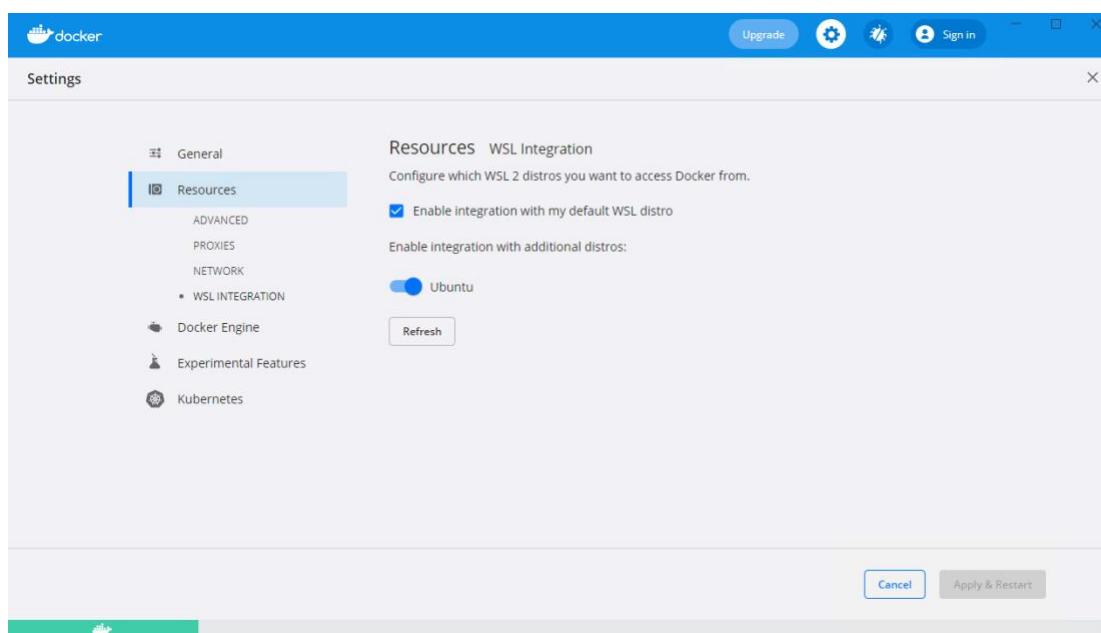 docker
Upgrade
Sign in
Settings
General
Resources
ADVANCED
PROXIES
NETWORK
WSL INTEGRATION
Docker Engine
Experimental Features
Kubernetes
Resources WSL Integration
Configure which WSL 2 distros you want to access Docker from.
Enable integration with my default WSL distro
Enable integration with additional distros:
Ubuntu
Refresh
Cancel
Apply & Restart